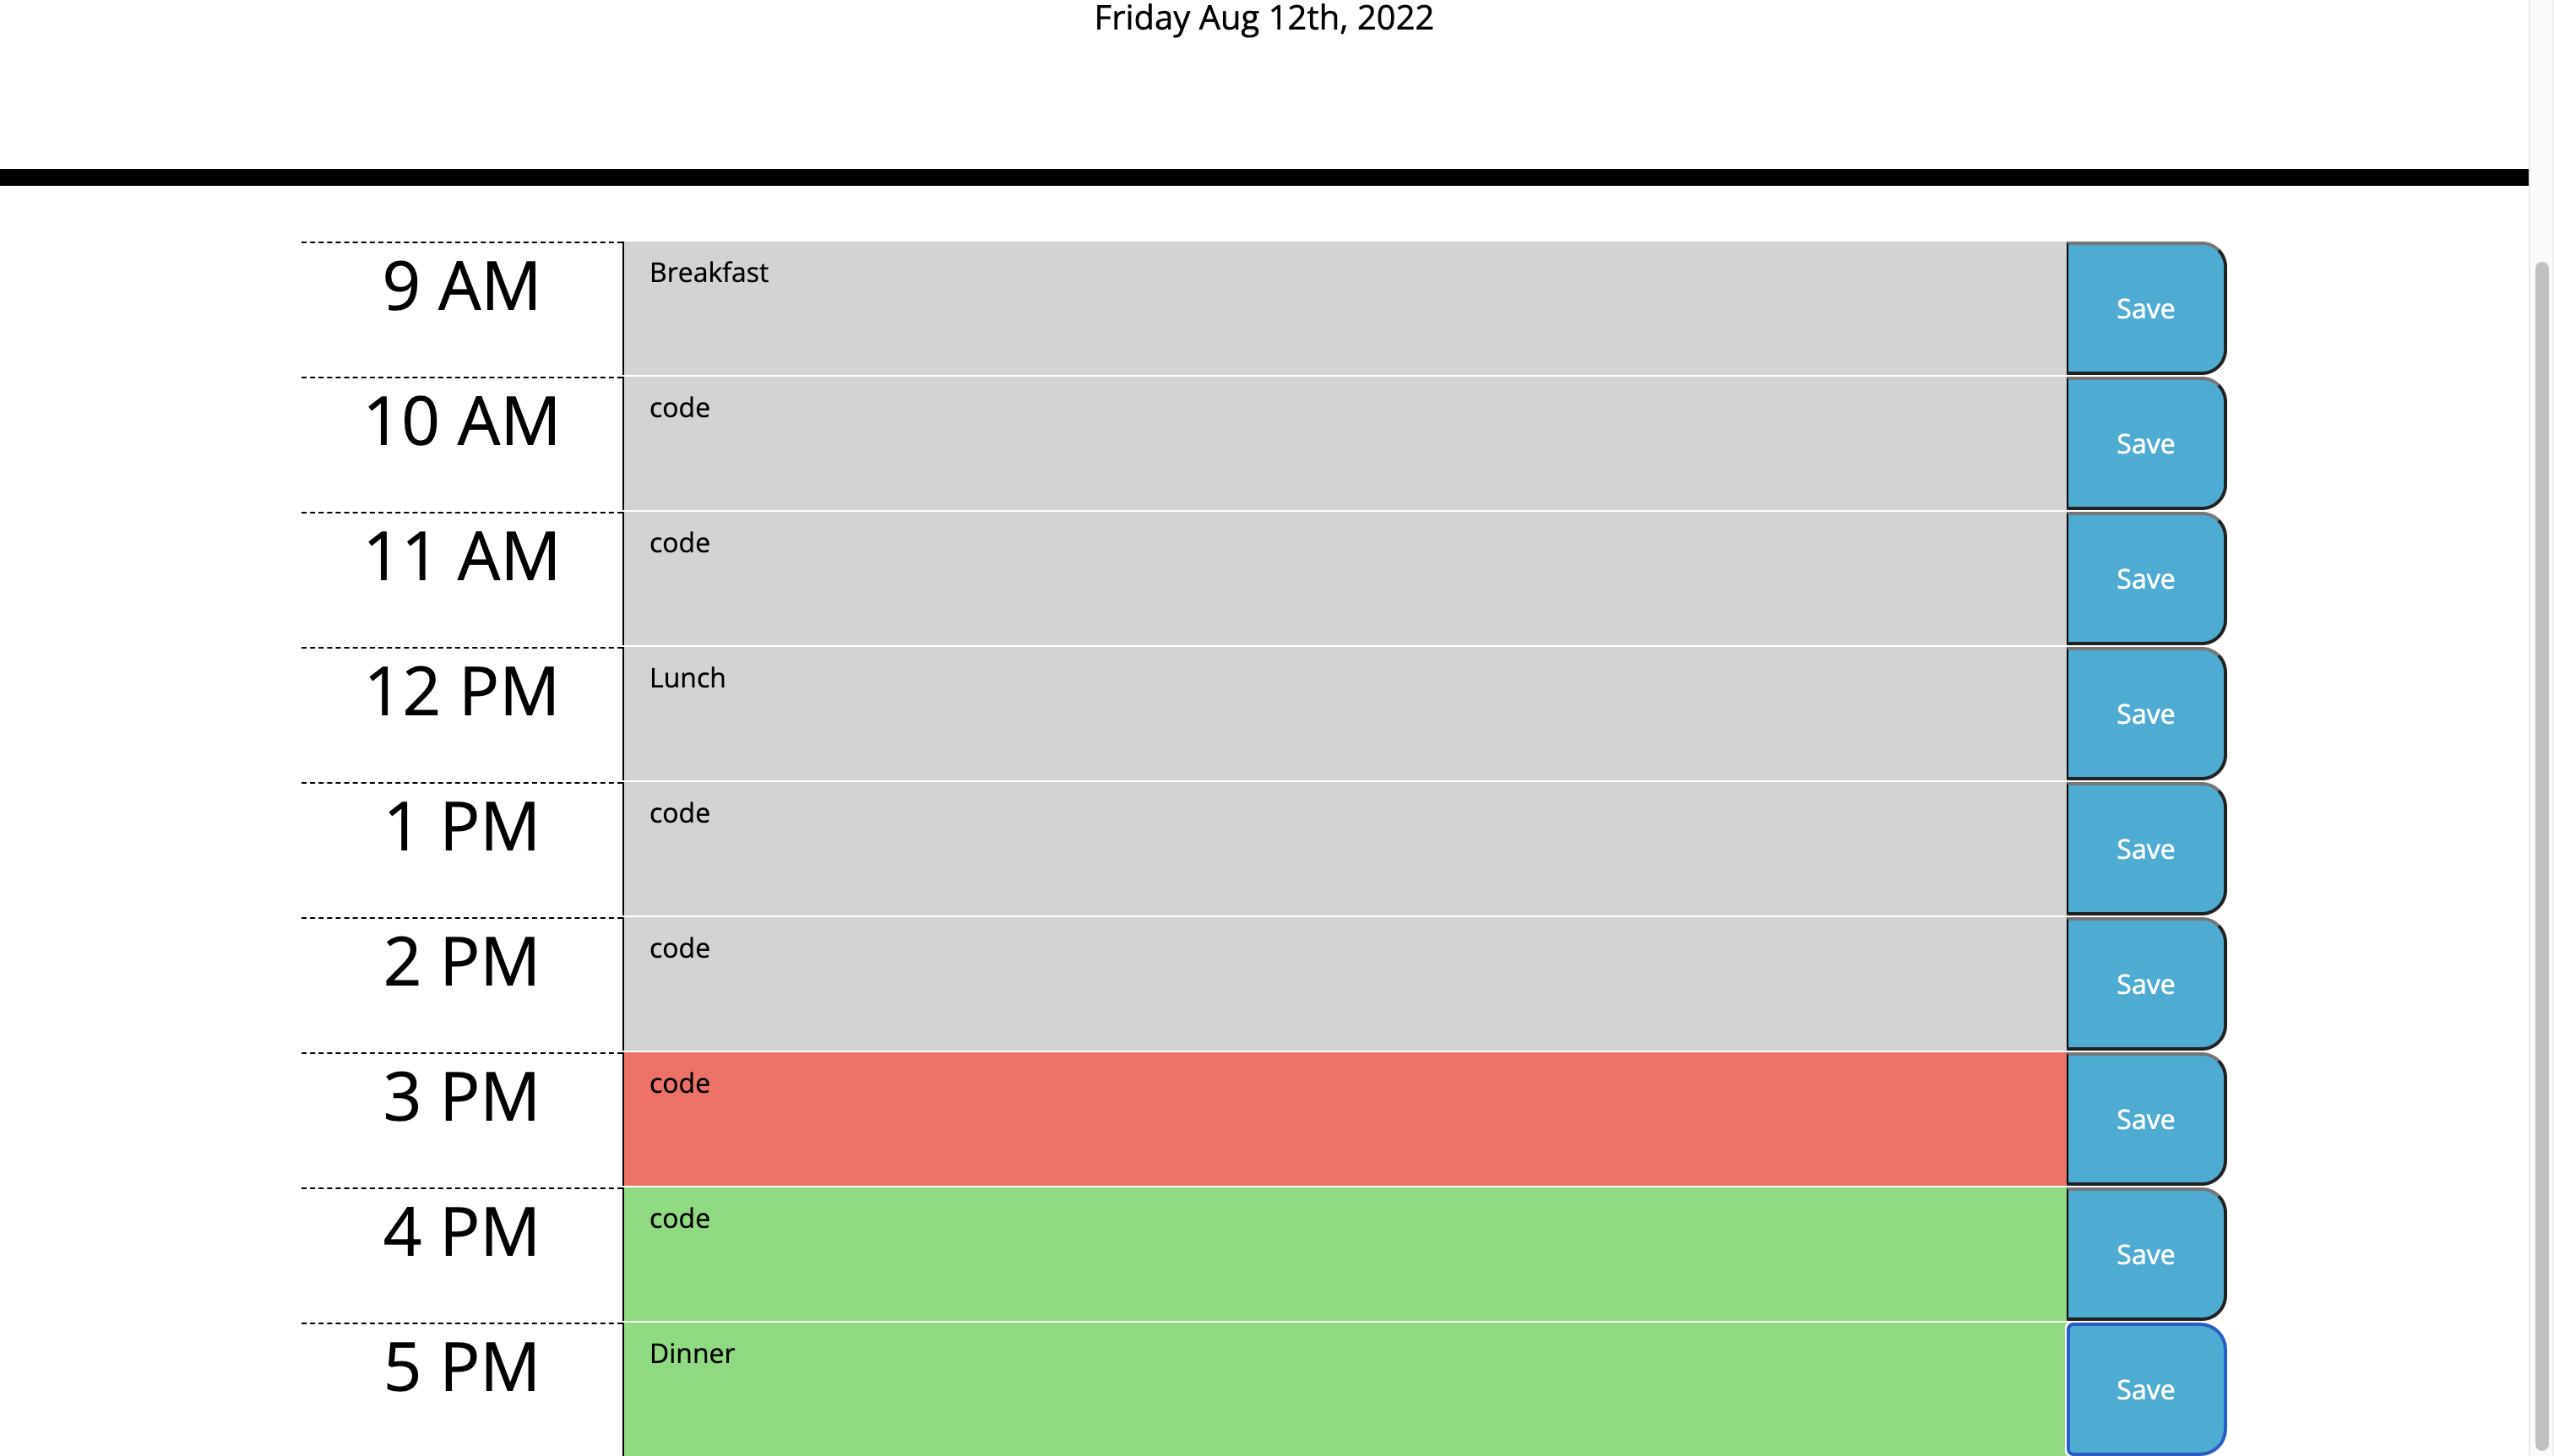 Friday Aug 12th, 2022
9 AM Breakfast Save
10 AM code Save
11 AM code Save
12 PM Lunch Save
1 PM code Save
2 PM code Save
3 PM code Save
4 PM code Save
5 PM Dinner Save